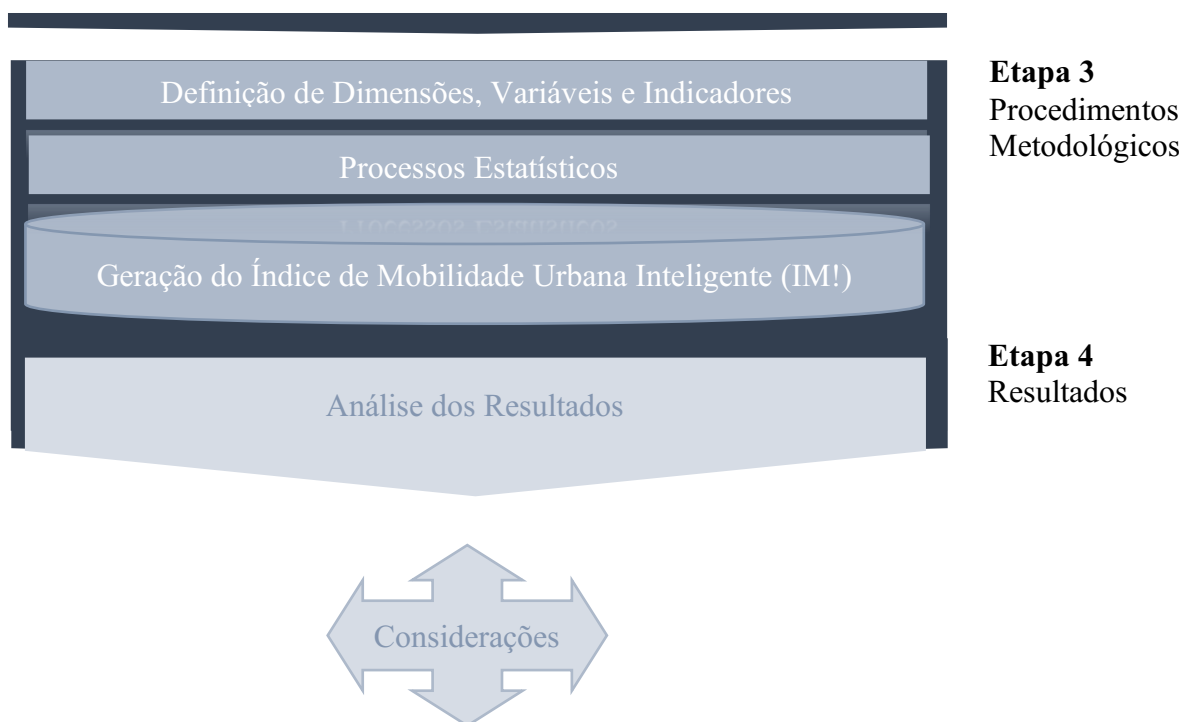 Definição de Dimensões, Variáveis e Indicadores
Processos Estatísticos
Geração do Índice de Mobilidade Urbana Inteligente (IM!)
Etapa 3
Procedimentos
Metodológicos
Análise dos Resultados
Etapa 4
Resultados
Considerações